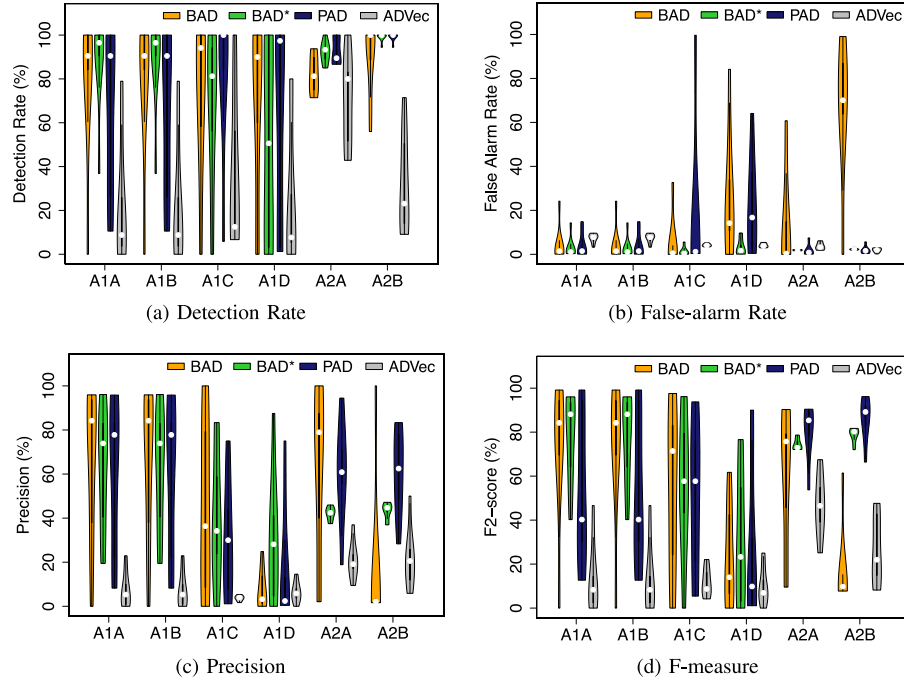 BAD BAD* PAD ADVec
Detection Rate (%)
100
80
60
40
20
0
A1A A1B A1C A1D A2A A2B
(a) Detection Rate
BAD BAD* PAD ADVec
False Alarm Rate (%)
100
80
60
40
20
0
A1A A1B A1C A1D A2A A2B
(b) False-alarm Rate
BAD BAD* PAD ADVec
Precision (%)
100
80
60
40
20
0
A1A A1B A1C A1D A2A A2B
(c) Precision
BAD BAD* PAD ADVec
F2−score (%)
100
80
60
40
20
0
A1A A1B A1C A1D A2A A2B
(d) F-measure